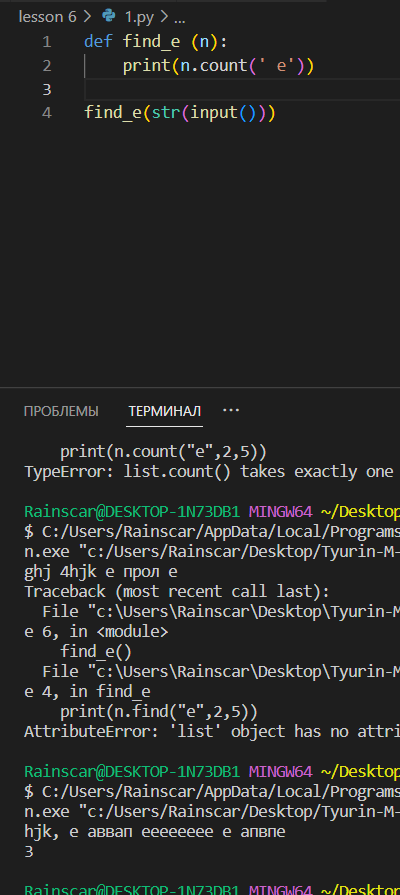 lesson 6 > 1.py > ...
1 def find_e (n):
2     print(n.count(' e'))
3
4 find_e(str(input()))
ПРОБЛЕМЫ ТЕРМИНАЛ ...
    print(n.count("e",2,5))
TypeError: list.count() takes exactly one
Rainscar@DESKTOP-1N73DB1 MINGW64 ~/Desktop
$ C:/Users/Rainscar/AppData/Local/Programs
n.exe "c:/Users/Rainscar/Desktop/Tyurin-M-
ghj 4hjk е прол е
Traceback (most recent call last):
  File "c:\Users\Rainscar\Desktop\Tyurin-M-
e 6, in <module>
    find_e()
  File "c:\Users\Rainscar\Desktop\Tyurin-M-
e 4, in find_e
    print(n.find("e",2,5))
AttributeError: 'list' object has no attri
Rainscar@DESKTOP-1N73DB1 MINGW64 ~/Desktop
$ C:/Users/Rainscar/AppData/Local/Programs
n.exe "c:/Users/Rainscar/Desktop/Tyurin-M-
hjk, е аввап ееееееее е апвпе
3
Rainscar@DESKTOP-1N73DB1 MINGW64 ~/Desktop